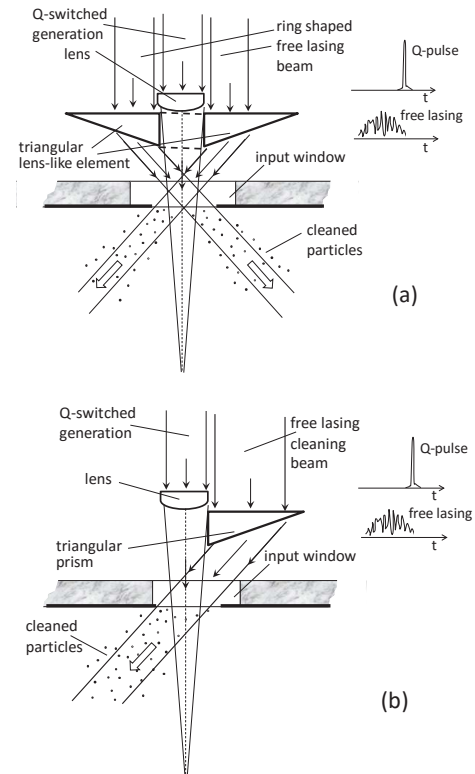 Q-switched
generation
lens
ring shaped
free lasing
beam
Q-pulse
t
free lasing
t
triangular
lens-like element
input window
cleaned
particles
(a)
Q-switched
generation
lens
free lasing
cleaning
beam
Q-pulse
t
free lasing
t
triangular
prism
input window
cleaned
particles
(b)